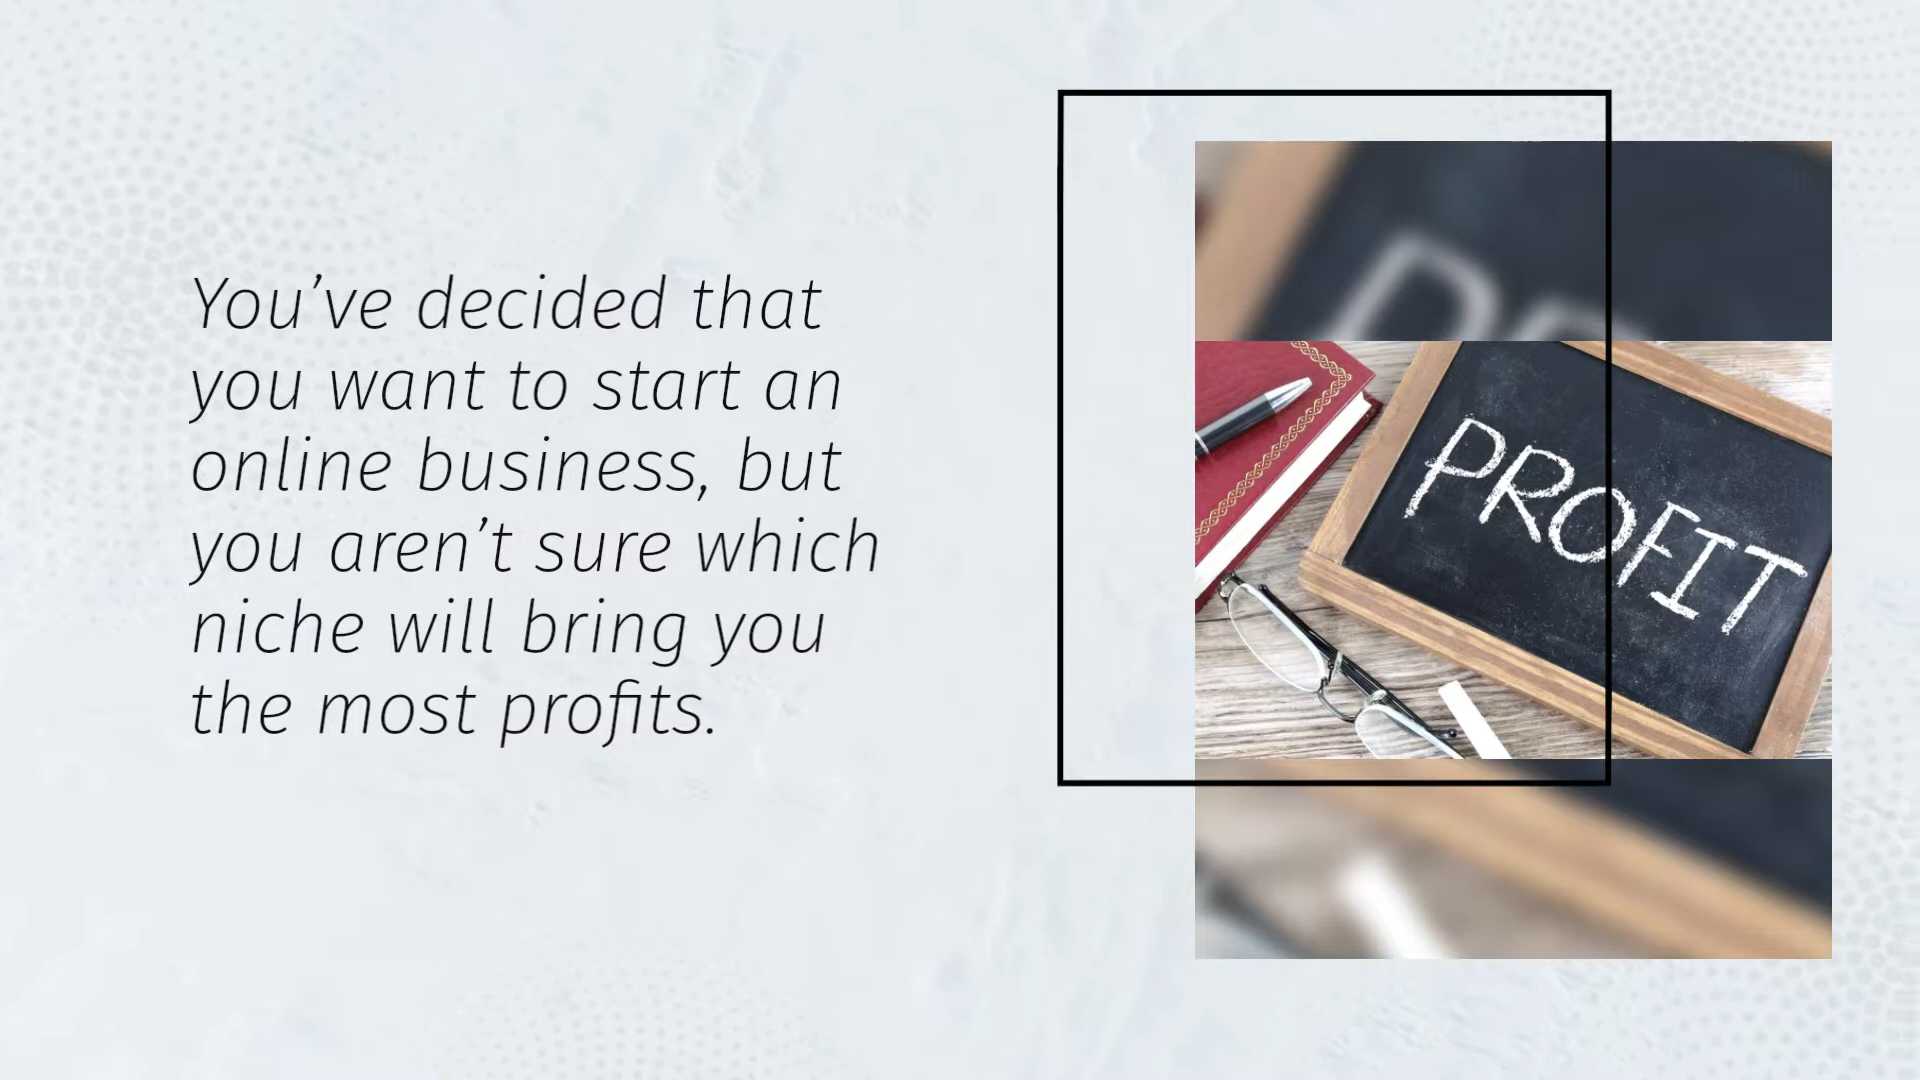 You’ve decided that
you want to start an
online business, but
you aren’t sure which
niche will bring you
the most profits.
PROFIT